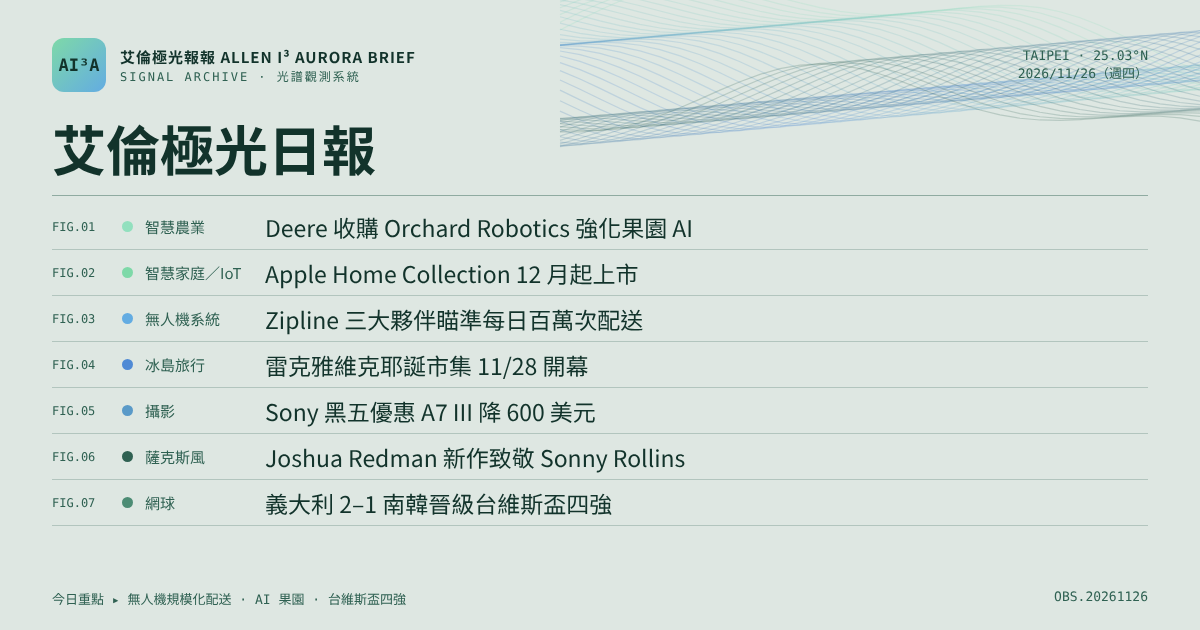 AI³A
艾倫極光報報 ALLEN I³ AURORA BRIEF
SIGNAL ARCHIVE · 光譜觀測系統
TAIPEI · 25.03°N
2026/11/26（週四）
艾倫極光日報
FIG.01 智慧農業 Deere 收購 Orchard Robotics 強化果園 AI
FIG.02 智慧家庭／IoT Apple Home Collection 12 月起上市
FIG.03 無人機系統 Zipline 三大夥伴瞄準每日百萬次配送
FIG.04 冰島旅行 雷克雅維克耶誕市集 11/28 開幕
FIG.05 攝影 Sony 黑五優惠 A7 III 降 600 美元
FIG.06 薩克斯風 Joshua Redman 新作致敬 Sonny Rollins
FIG.07 網球 義大利 2–1 南韓晉級台維斯盃四強
今日重點 ▸ 無人機規模化配送 · AI 果園 · 台維斯盃四強
OBS.20261126